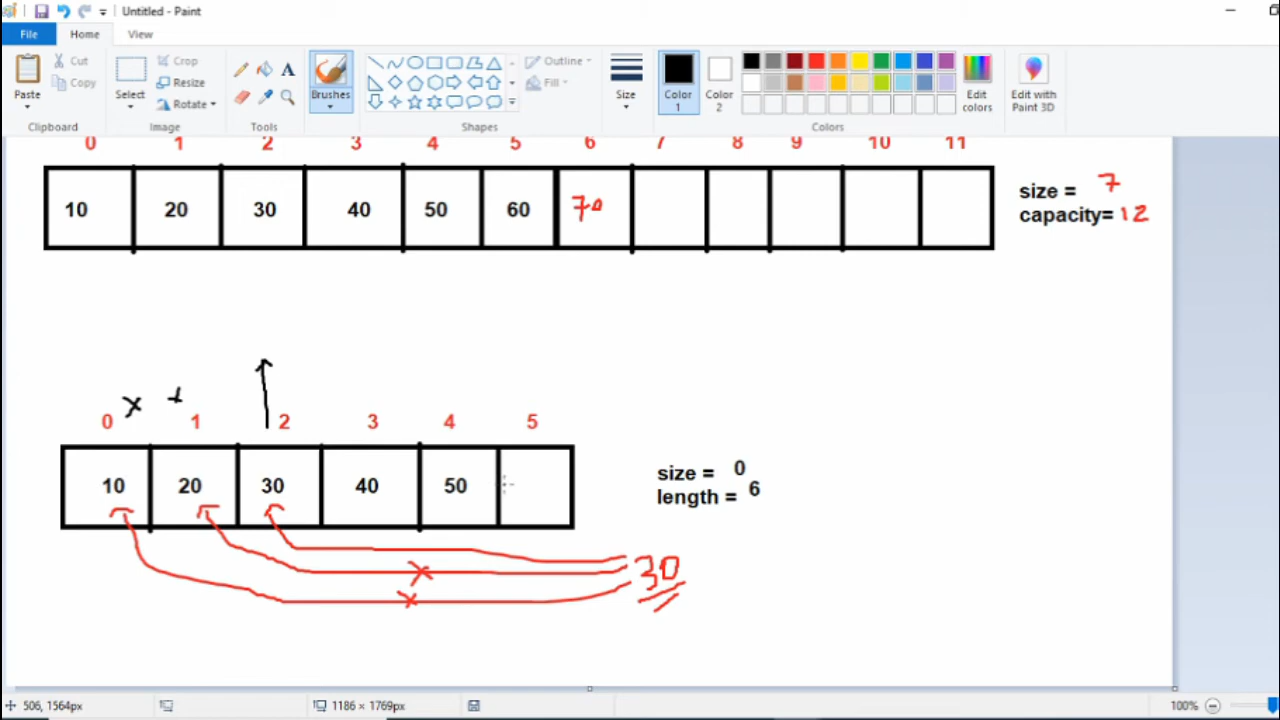 Untitled - Paint
File Home View
Paste
Cut
Copy
Clipboard
Select
Crop
Resize
Rotate
Image
Tools
Brushes
Outline
Fill
Shapes
Size
Color 1
Color 2
Edit colors
Colors
Edit with Paint 3D
0 1 2 3 4 5 6 7 8 9 10 11
10 20 30 40 50 60 70
size = 7
capacity= 12
0 1 2 3 4 5
10 20 30 40 50
size = 0
length = 6
30
506, 1564px
1186 × 1769px
100%